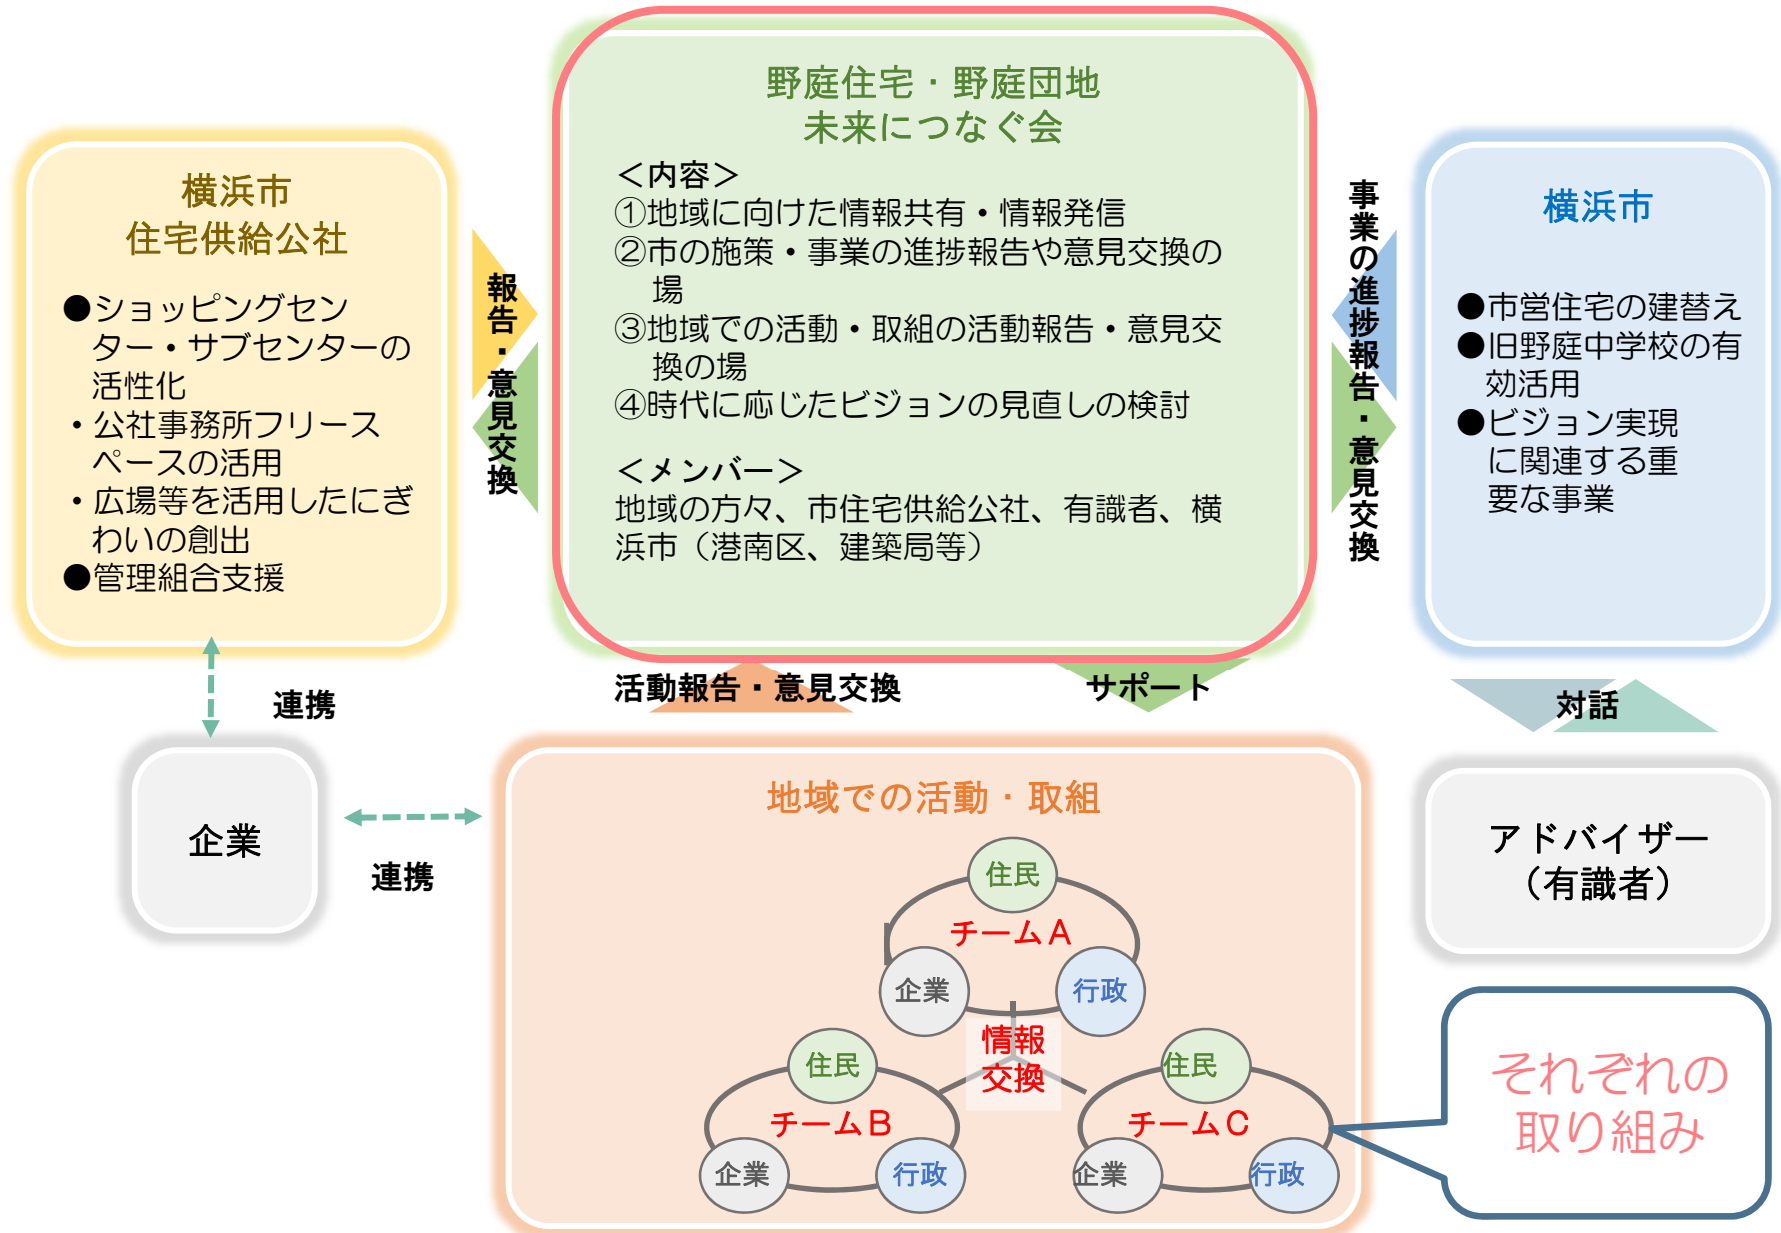 野庭住宅・野庭団地
未来につなぐ会
＜内容＞
①地域に向けた情報共有・情報発信
②市の施策・事業の進捗報告や意見交換の
場
③地域での活動・取組の活動報告・意見交
換の場
④時代に応じたビジョンの見直しの検討
＜メンバー＞
地域の方々、市住宅供給公社、有識者、横
浜市（港南区、建築局等）
横浜市
住宅供給公社
●ショッピングセン
ター・サブセンターの
活性化
・公社事務所フリース
ペースの活用
・広場等を活用したにぎ
わいの創出
●管理組合支援
報告・意見交換
事業の進捗報告・意見交換
横浜市
●市営住宅の建替え
●旧野庭中学校の有
効活用
●ビジョン実現
に関連する重
要な事業
連携
活動報告・意見交換
サポート
対話
企業
連携
地域での活動・取組
住民
チームA
企業
行政
情報
交換
住民
チームB
企業
行政
住民
チームC
企業
行政
アドバイザー
（有識者）
それぞれの
取り組み